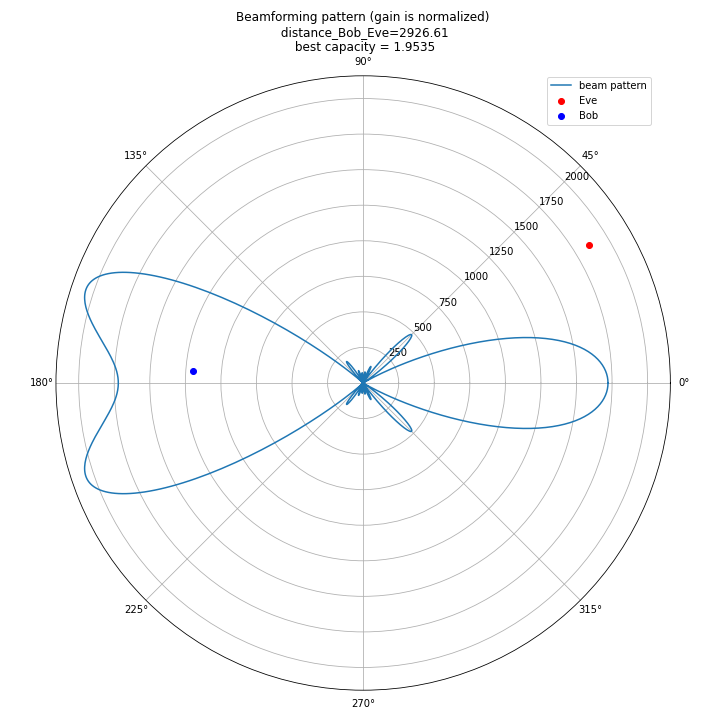 Beamforming pattern (gain is normalized)
distance_Bob_Eve=2926.61
best capacity = 1.9535
90°
beam pattern
Eve
Bob
135°
45°
2000
1750
1500
1250
1000
750
500
250
180°
0°
225°
315°
270°